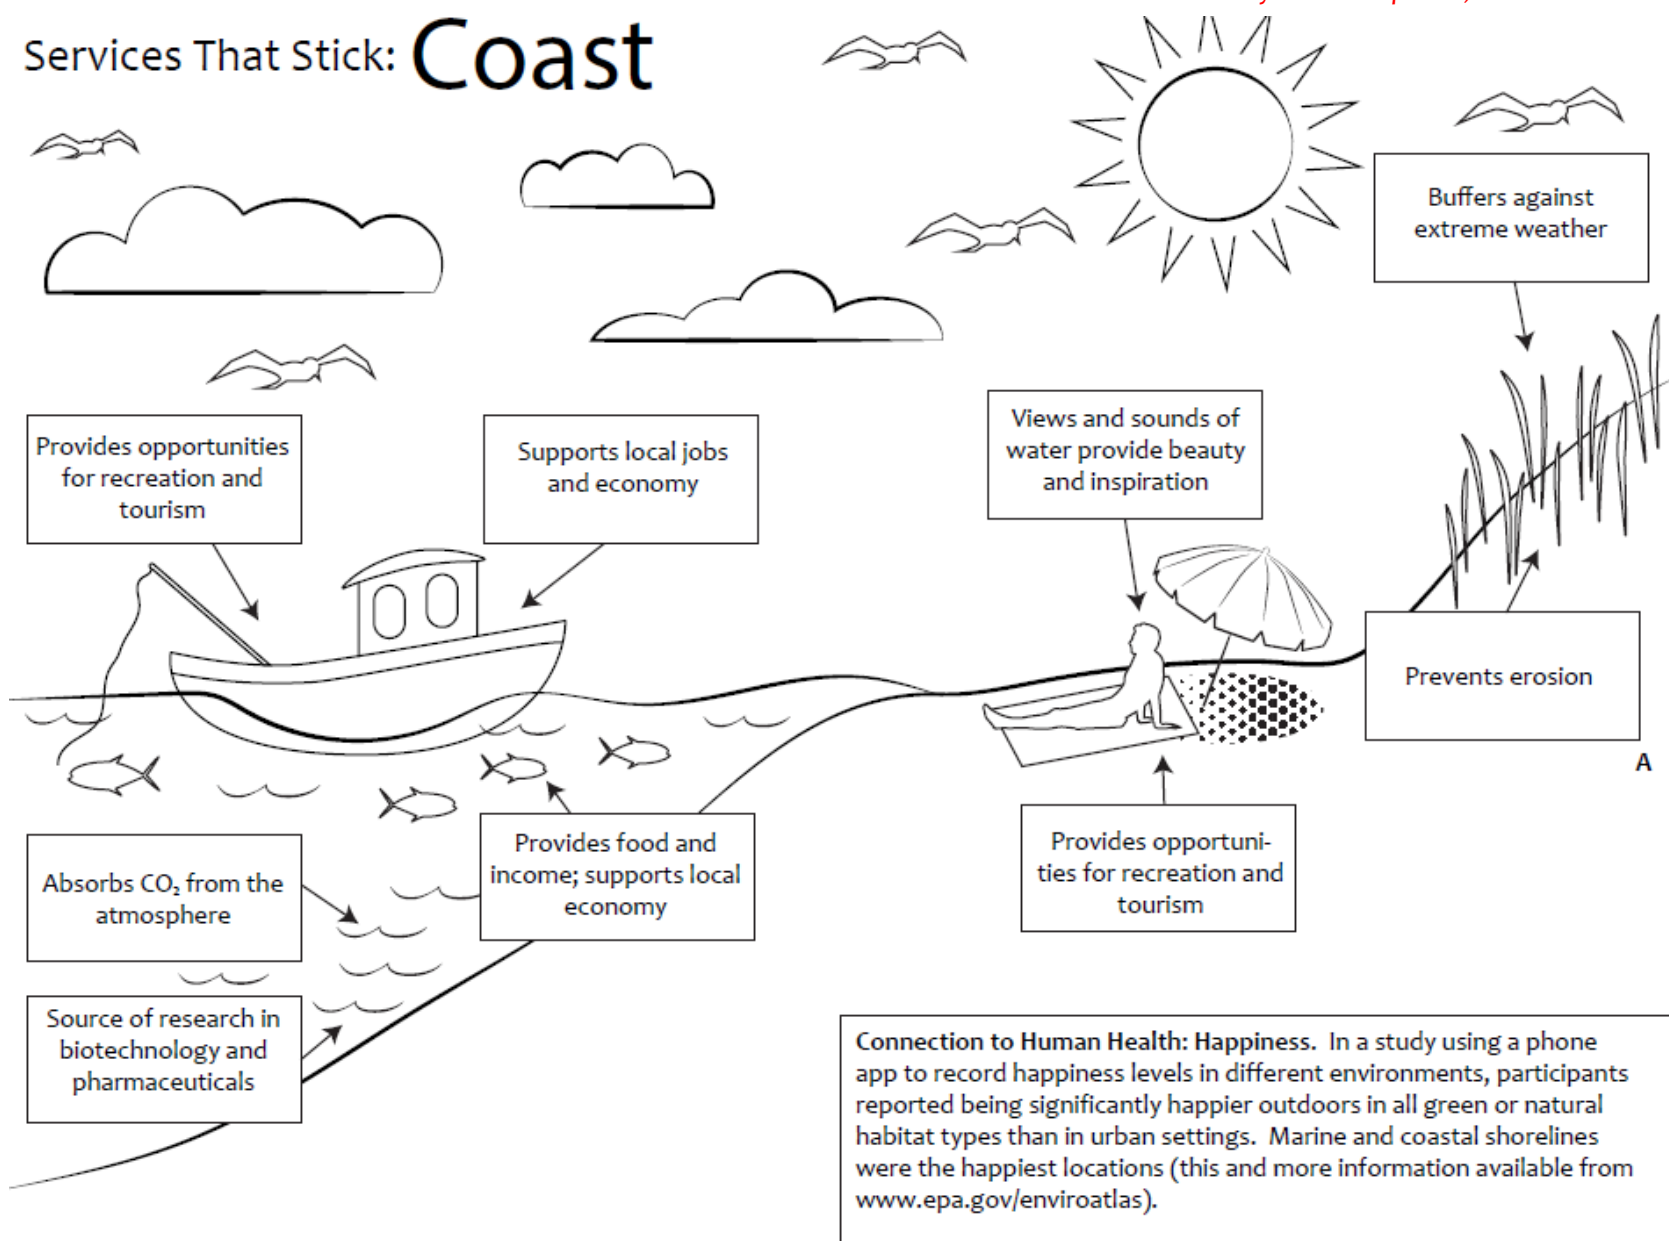 Services That Stick: Coast
Buffers against
extreme weather
Provides opportunities
for recreation and
tourism
Supports local jobs
and economy
Views and sounds of
water provide beauty
and inspiration
Prevents erosion
A
Absorbs CO₂ from the
atmosphere
Provides food and
income; supports local
economy
Provides opportuni-
ties for recreation and
tourism
Source of research in
biotechnology and
pharmaceuticals
Connection to Human Health: Happiness. In a study using a phone
app to record happiness levels in different environments, participants
reported being significantly happier outdoors in all green or natural
habitat types than in urban settings. Marine and coastal shorelines
were the happiest locations (this and more information available from
www.epa.gov/enviroatlas).